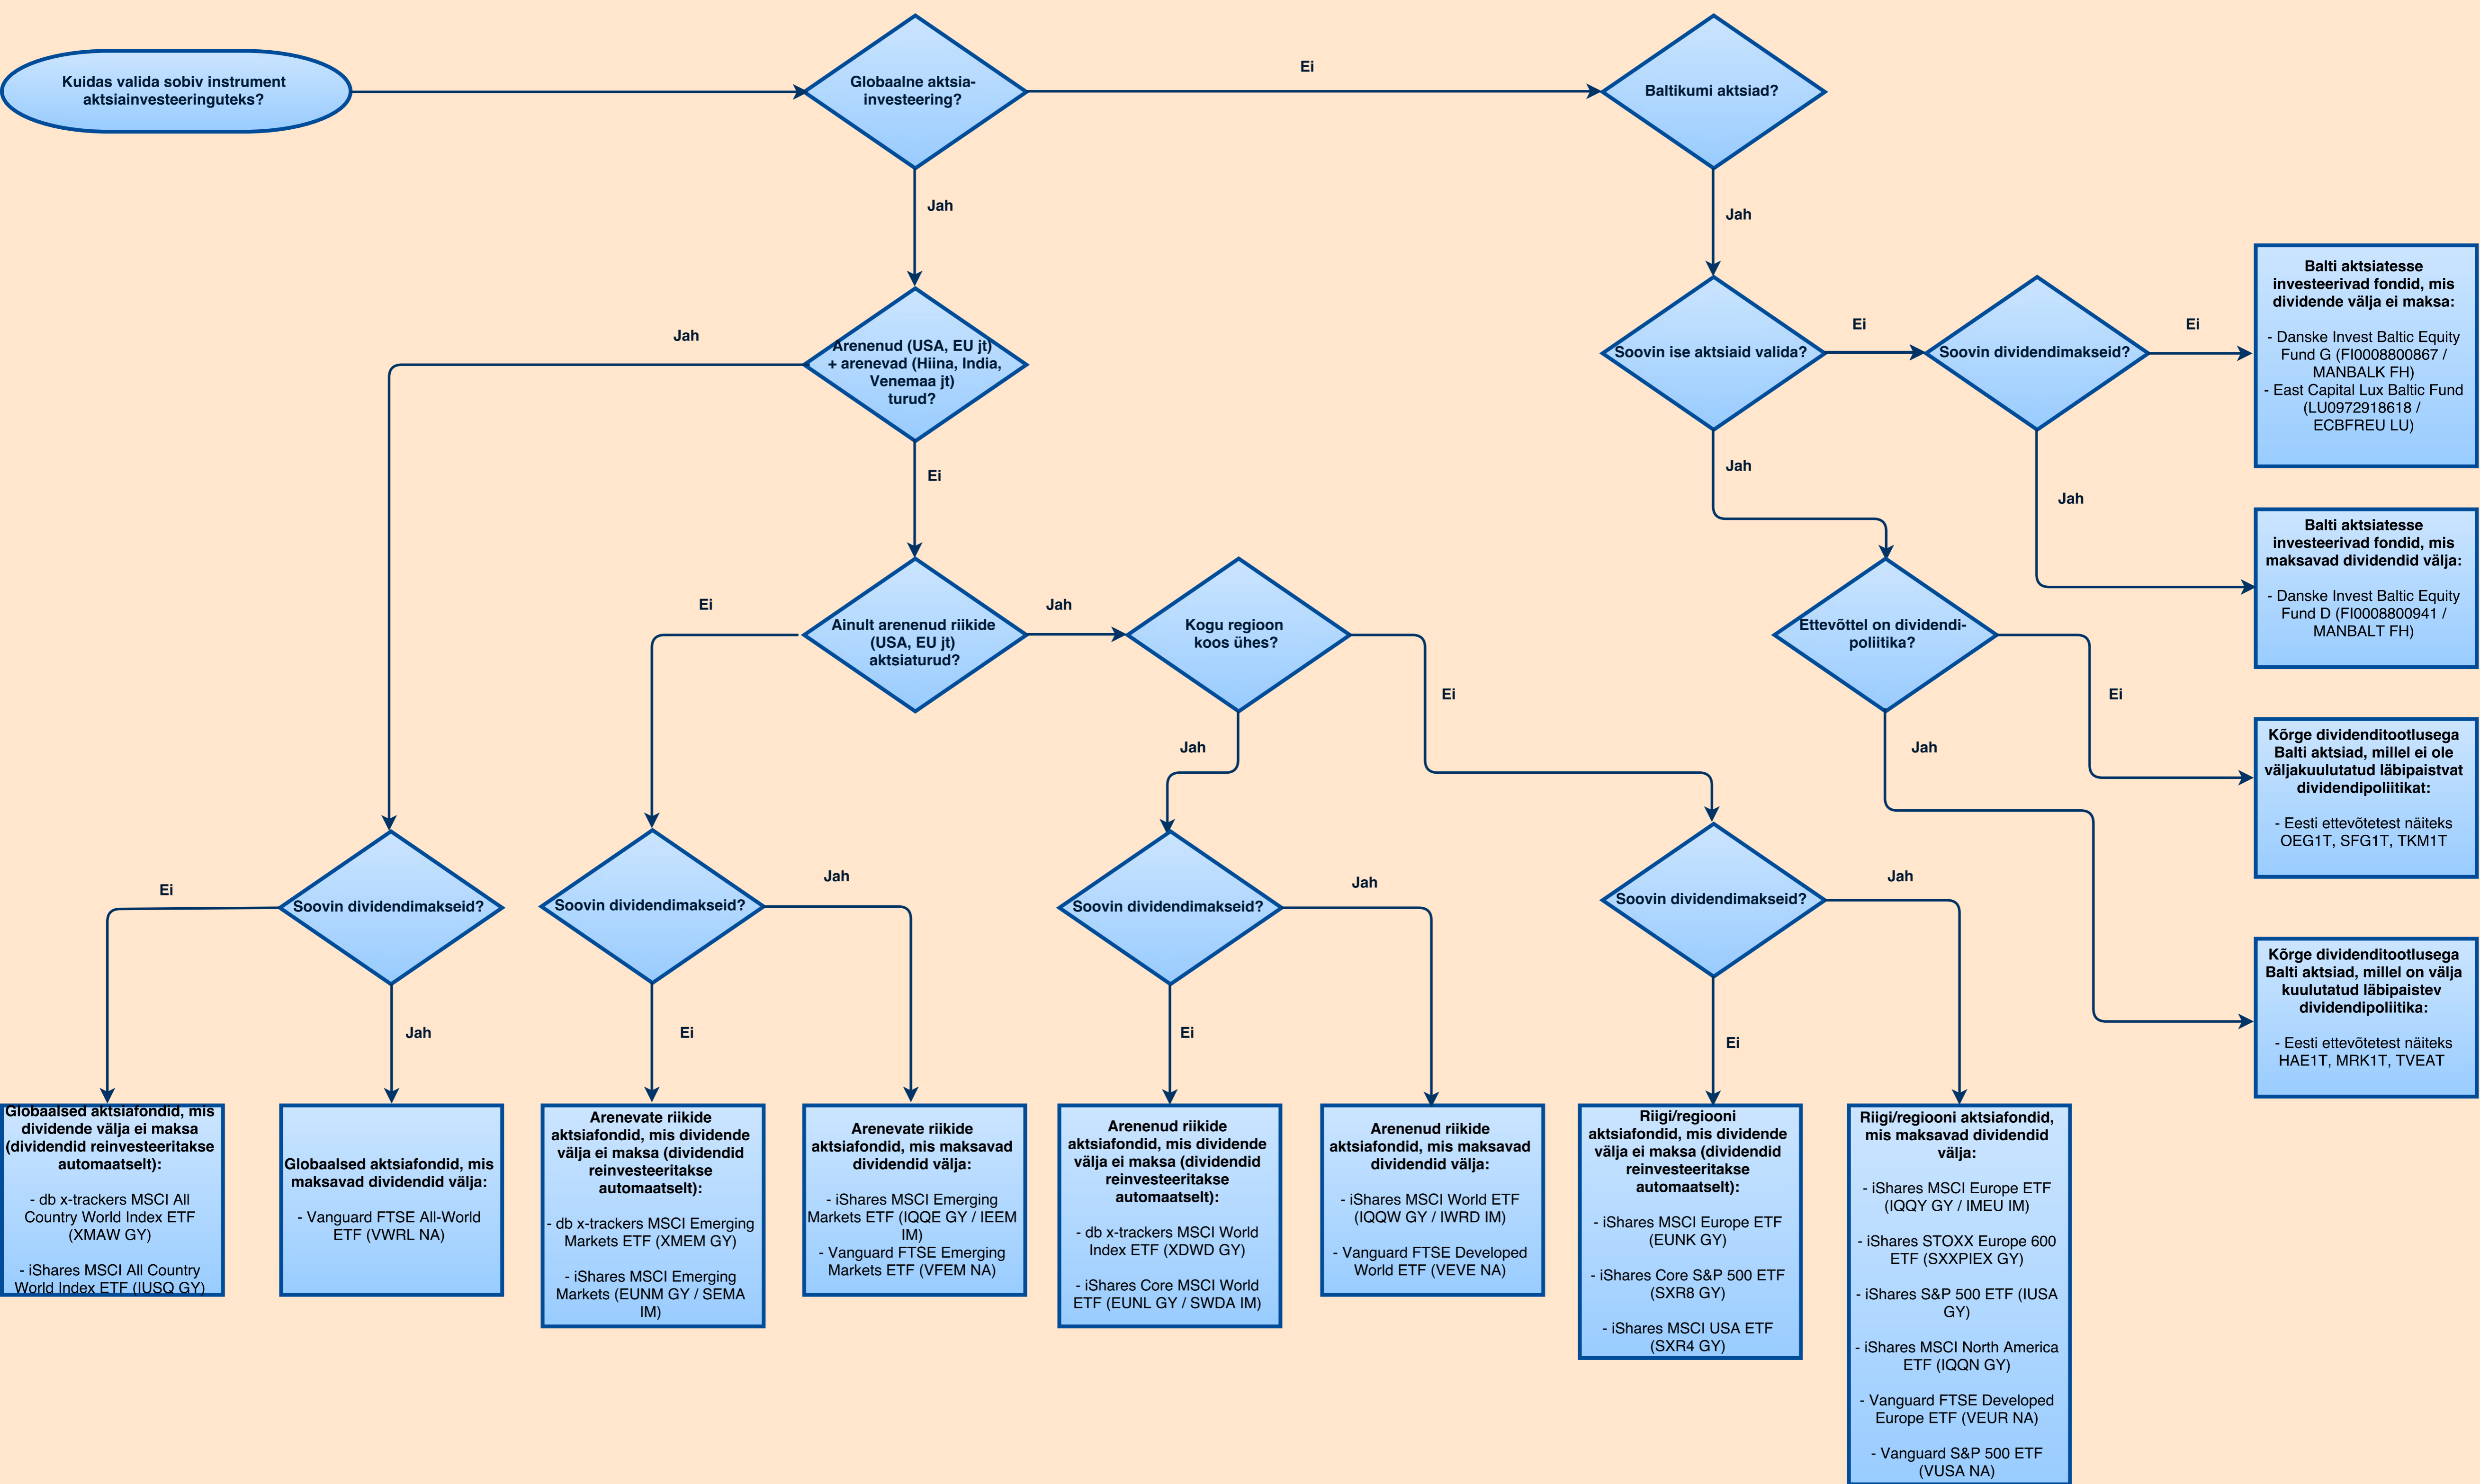 Kuidas valida sobiv instrument
aktsiainvesteeringuteks?
Globaalne aktsia-
investeering?
Ei
Baltikumi aktsiad?
Jah
Jah
Arenenud (USA, EU jt)
+ arenevad (Hiina, India,
Venemaa jt)
turud?
Jah
Ei
Soovin ise aktsiaid valida?
Ei
Soovin dividendimakseid?
Ei
Balti aktsiatesse
investeerivad fondid, mis
dividende välja ei maksa:
- Danske Invest Baltic Equity
Fund G (FI0008800867 /
MANBALK FH)
- East Capital Lux Baltic Fund
(LU0972918618 /
ECBFREU LU)
Jah
Jah
Balti aktsiatesse
investeerivad fondid, mis
maksavad dividendid välja:
- Danske Invest Baltic Equity
Fund D (FI0008800941 /
MANBALT FH)
Ainult arenenud riikide
(USA, EU jt)
aktsiaturud?
Ei
Jah
Kogu regioon
koos ühes?
Jah
Ei
Ettevõttel on dividendi-
poliitika?
Ei
Jah
Kõrge dividenditootlusega
Balti aktsiad, millel ei ole
väljakuulutatud läbipaistvat
dividendipoliitikat:
- Eesti ettevõtetest näiteks
OEG1T, SFG1T, TKM1T
Kõrge dividenditootlusega
Balti aktsiad, millel on välja
kuulutatud läbipaistev
dividendipoliitika:
- Eesti ettevõtetest näiteks
HAE1T, MRK1T, TVEAT
Soovin dividendimakseid?
Ei
Jah
Soovin dividendimakseid?
Jah
Ei
Soovin dividendimakseid?
Jah
Ei
Soovin dividendimakseid?
Jah
Ei
Globaalsed aktsiafondid, mis
dividende välja ei maksa
(dividendid reinvesteeritakse
automaatselt):
- db x-trackers MSCI All
Country World Index ETF
(XMAW GY)
- iShares MSCI All Country
World Index ETF (IUSQ GY)
Globaalsed aktsiafondid, mis
maksavad dividendid välja:
- Vanguard FTSE All-World
ETF (VWRL NA)
Arenevate riikide
aktsiafondid, mis dividende
välja ei maksa (dividendid
reinvesteeritakse
automaatselt):
- db x-trackers MSCI Emerging
Markets ETF (XMEM GY)
- iShares MSCI Emerging
Markets (EUNM GY / SEMA
IM)
Arenevate riikide
aktsiafondid, mis maksavad
dividendid välja:
- iShares MSCI Emerging
Markets ETF (IQQE GY / IEEM
IM)
- Vanguard FTSE Emerging
Markets ETF (VFEM NA)
Arenenud riikide
aktsiafondid, mis dividende
välja ei maksa (dividendid
reinvesteeritakse
automaatselt):
- db x-trackers MSCI World
Index ETF (XDWD GY)
- iShares Core MSCI World
ETF (EUNL GY / SWDA IM)
Arenenud riikide
aktsiafondid, mis maksavad
dividendid välja:
- iShares MSCI World ETF
(IQQW GY / IWRD IM)
- Vanguard FTSE Developed
World ETF (VEVE NA)
Riigi/regiooni
aktsiafondid, mis dividende
välja ei maksa (dividendid
reinvesteeritakse
automaatselt):
- iShares MSCI Europe ETF
(EUNK GY)
- iShares Core S&P 500 ETF
(SXR8 GY)
- iShares MSCI USA ETF
(SXR4 GY)
Riigi/regiooni aktsiafondid,
mis maksavad dividendid
välja:
- iShares MSCI Europe ETF
(IQQY GY / IMEU IM)
- iShares STOXX Europe 600
ETF (SXXPIEX GY)
- iShares S&P 500 ETF (IUSA
GY)
- iShares MSCI North America
ETF (IQQN GY)
- Vanguard FTSE Developed
Europe ETF (VEUR NA)
- Vanguard S&P 500 ETF
(VUSA NA)